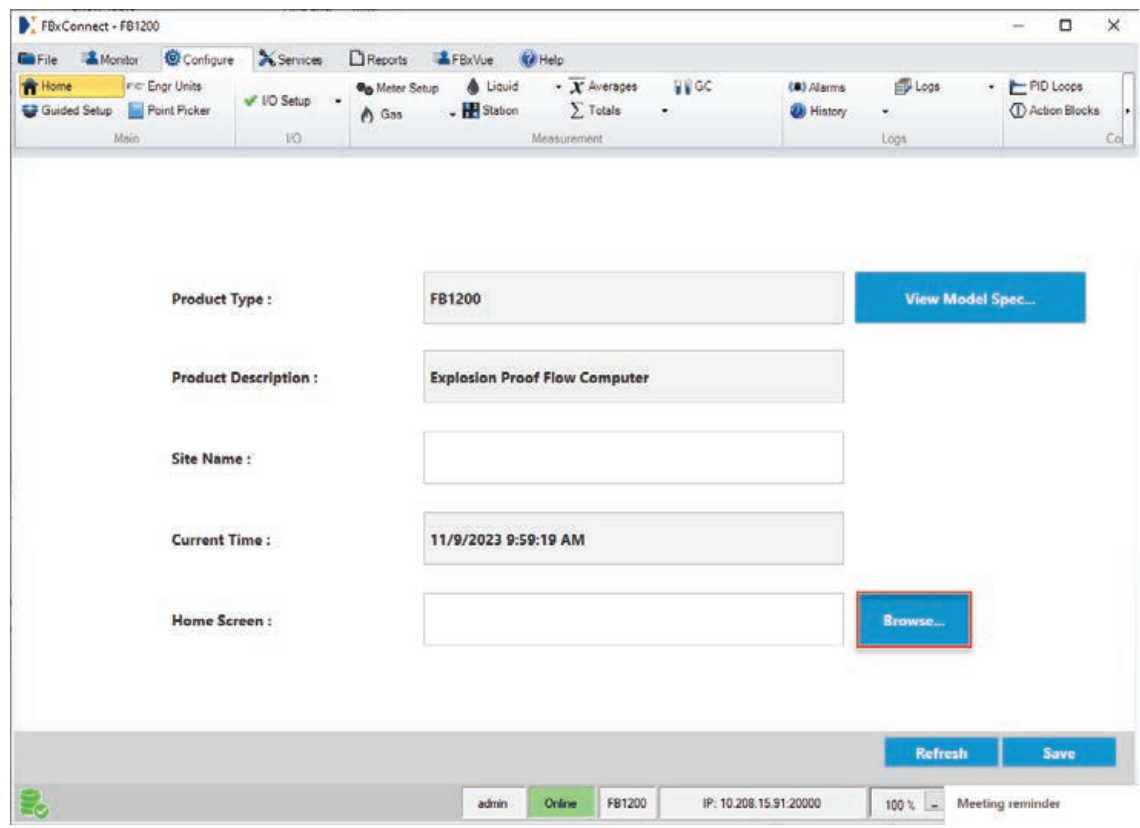 FBxConnect - FB1200
File Monitor Configure Services Reports FBxVue Help
Home Engr Units I/O Setup Meter Setup Liquid Averages GC Alarms Logs PID Loops
Guided Setup Point Picker Gas Station Totals History Action Blocks
Main I/O Measurement Logs Co
Product Type : FB1200 View Model Spec...
Product Description : Explosion Proof Flow Computer
Site Name :
Current Time : 11/9/2023 9:59:19 AM
Home Screen : Browse...
Refresh Save
admin Online FB1200 IP: 10.208.15.91:20000 100 % - Meeting reminder